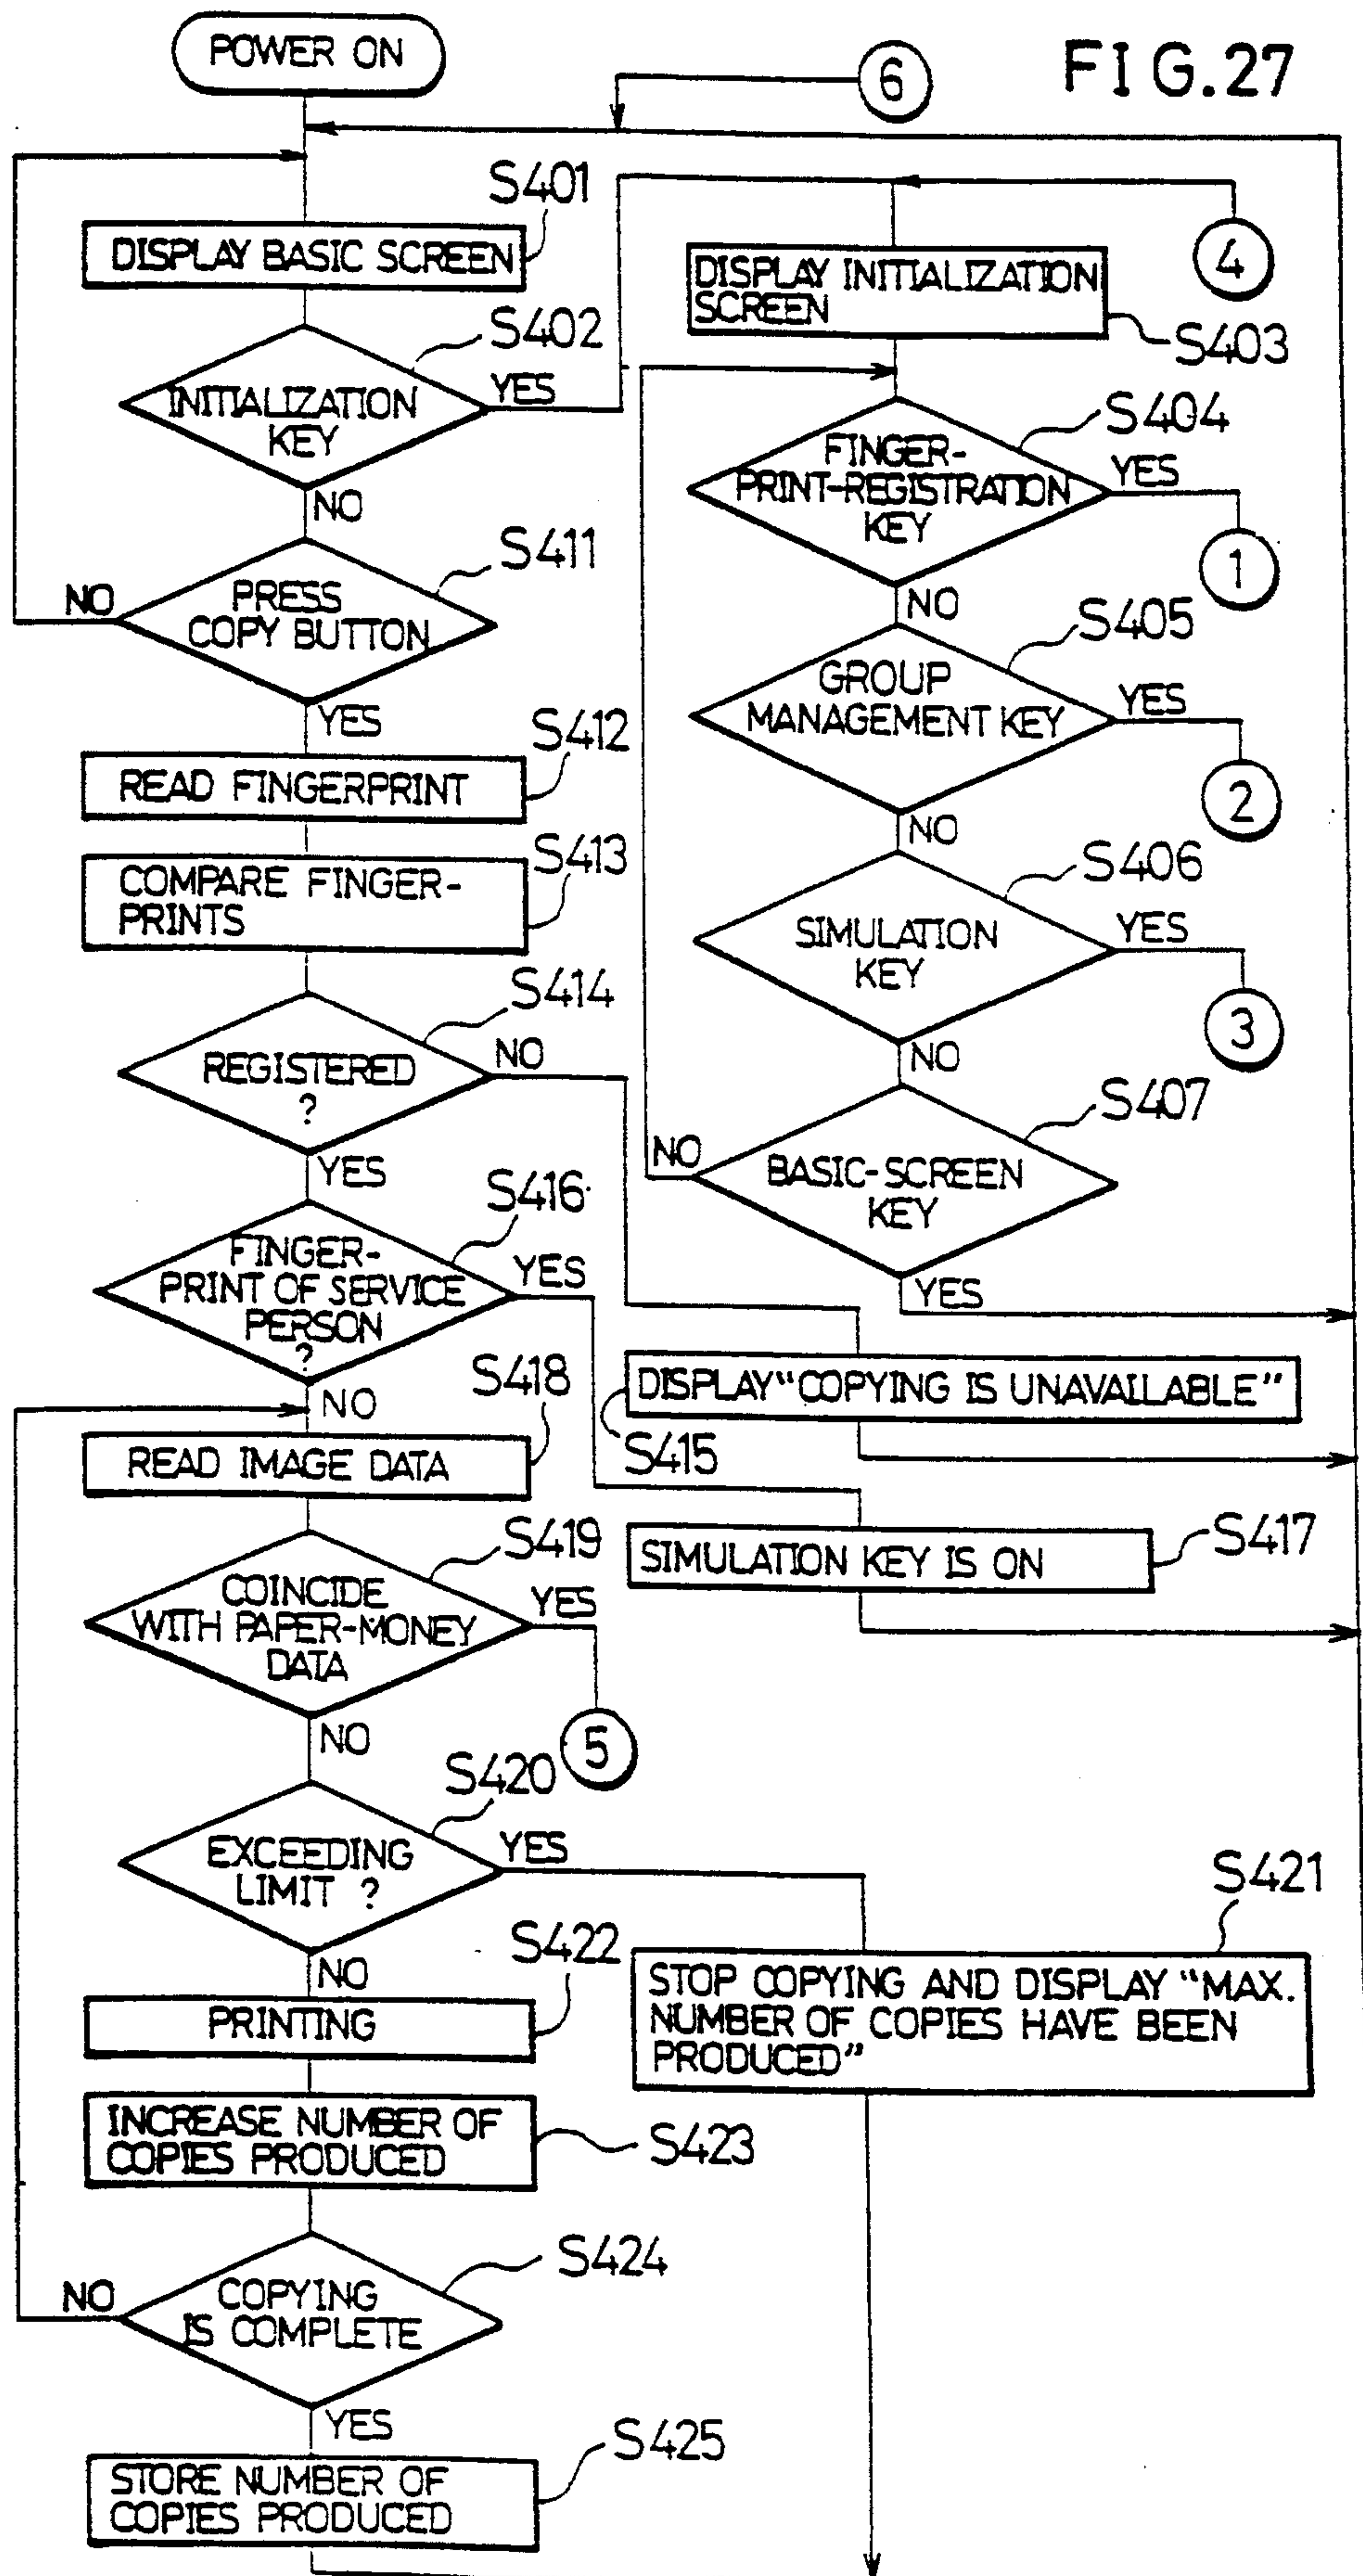 POWER ON
6
FIG.27
S401
DISPLAY BASIC SCREEN
4
DISPLAY INITIALIZATION
SCREEN
S403
S402
INITIALIZATION
KEY
YES
NO
S404
FINGER-
PRINT-REGISTRATION
KEY
YES
1
NO
S411
PRESS
COPY BUTTON
NO
YES
S405
GROUP
MANAGEMENT KEY
YES
2
NO
S412
READ FINGERPRINT
S413
COMPARE FINGER-
PRINTS
S406
SIMULATION
KEY
YES
3
NO
S414
REGISTERED
?
NO
YES
S407
BASIC-SCREEN
KEY
NO
YES
S416
FINGER-
PRINT OF SERVICE
PERSON
?
YES
NO
DISPLAY “COPYING IS UNAVAILABLE”
S415
S418
READ IMAGE DATA
SIMULATION KEY IS ON
S417
S419
COINCIDE
WITH PAPER-MONEY
DATA
YES
5
NO
S420
EXCEEDING
LIMIT ?
YES
NO
S421
STOP COPYING AND DISPLAY “MAX.
NUMBER OF COPIES HAVE BEEN
PRODUCED”
S422
PRINTING
INCREASE NUMBER OF
COPIES PRODUCED
S423
S424
COPYING
IS COMPLETE
NO
YES
S425
STORE NUMBER OF
COPIES PRODUCED